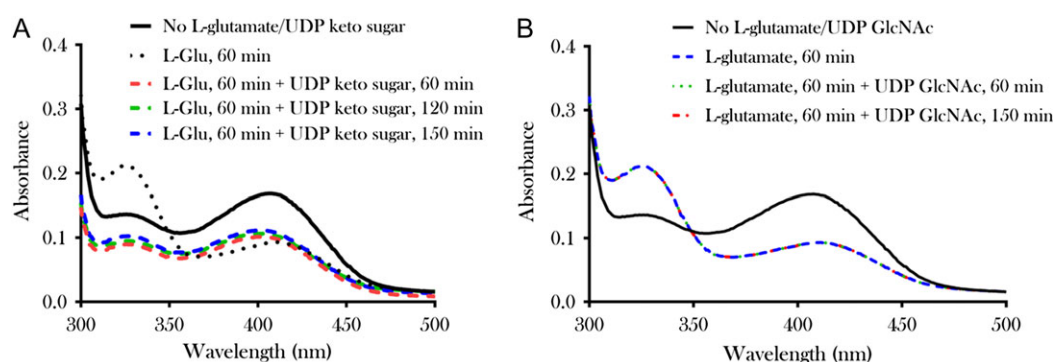 A
No L-glutamate/UDP keto sugar
L-Glu, 60 min
L-Glu, 60 min + UDP keto sugar, 60 min
L-Glu, 60 min + UDP keto sugar, 120 min
L-Glu, 60 min + UDP keto sugar, 150 min
0.4
0.3
0.2
0.1
0.0
Absorbance
300
350
400
450
500
Wavelength (nm)
B
No L-glutamate/UDP GlcNAc
L-glutamate, 60 min
L-glutamate, 60 min + UDP GlcNAc, 60 min
L-glutamate, 60 min + UDP GlcNAc, 150 min
0.4
0.3
0.2
0.1
0.0
Absorbance
300
350
400
450
500
Wavelength (nm)